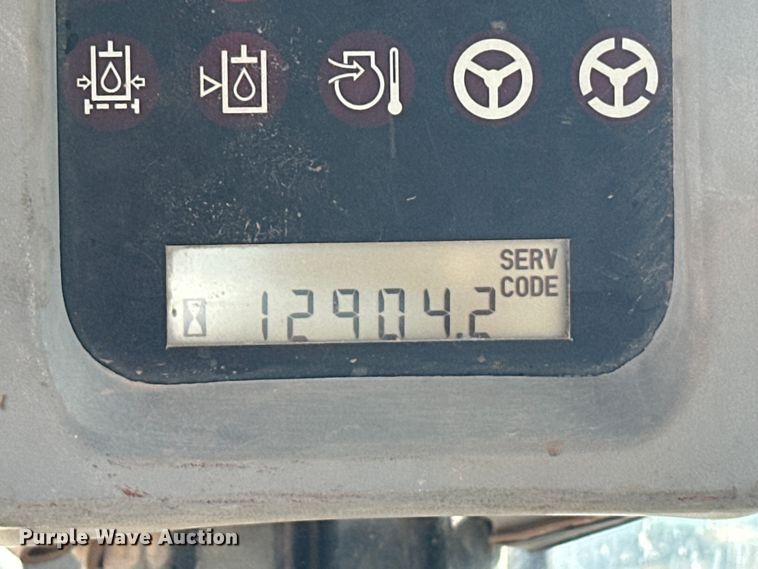 SERV
CODE
12904.2
Purple Wave Auction